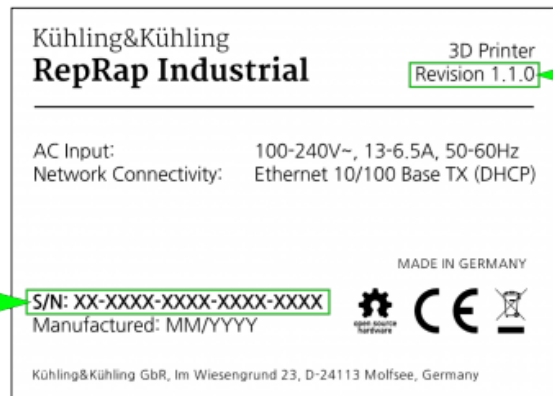 Kühling&Kühling
RepRap Industrial
3D Printer
Revision 1.1.0
AC Input: 100-240V~, 13-6.5A, 50-60Hz
Network Connectivity: Ethernet 10/100 Base TX (DHCP)
MADE IN GERMANY
S/N: XX-XXXX-XXXX-XXXX-XXXX
Manufactured: MM/YYYY
open source
hardware
CE
Kühling&Kühling GbR, Im Wiesengrund 23, D-24113 Molfsee, Germany